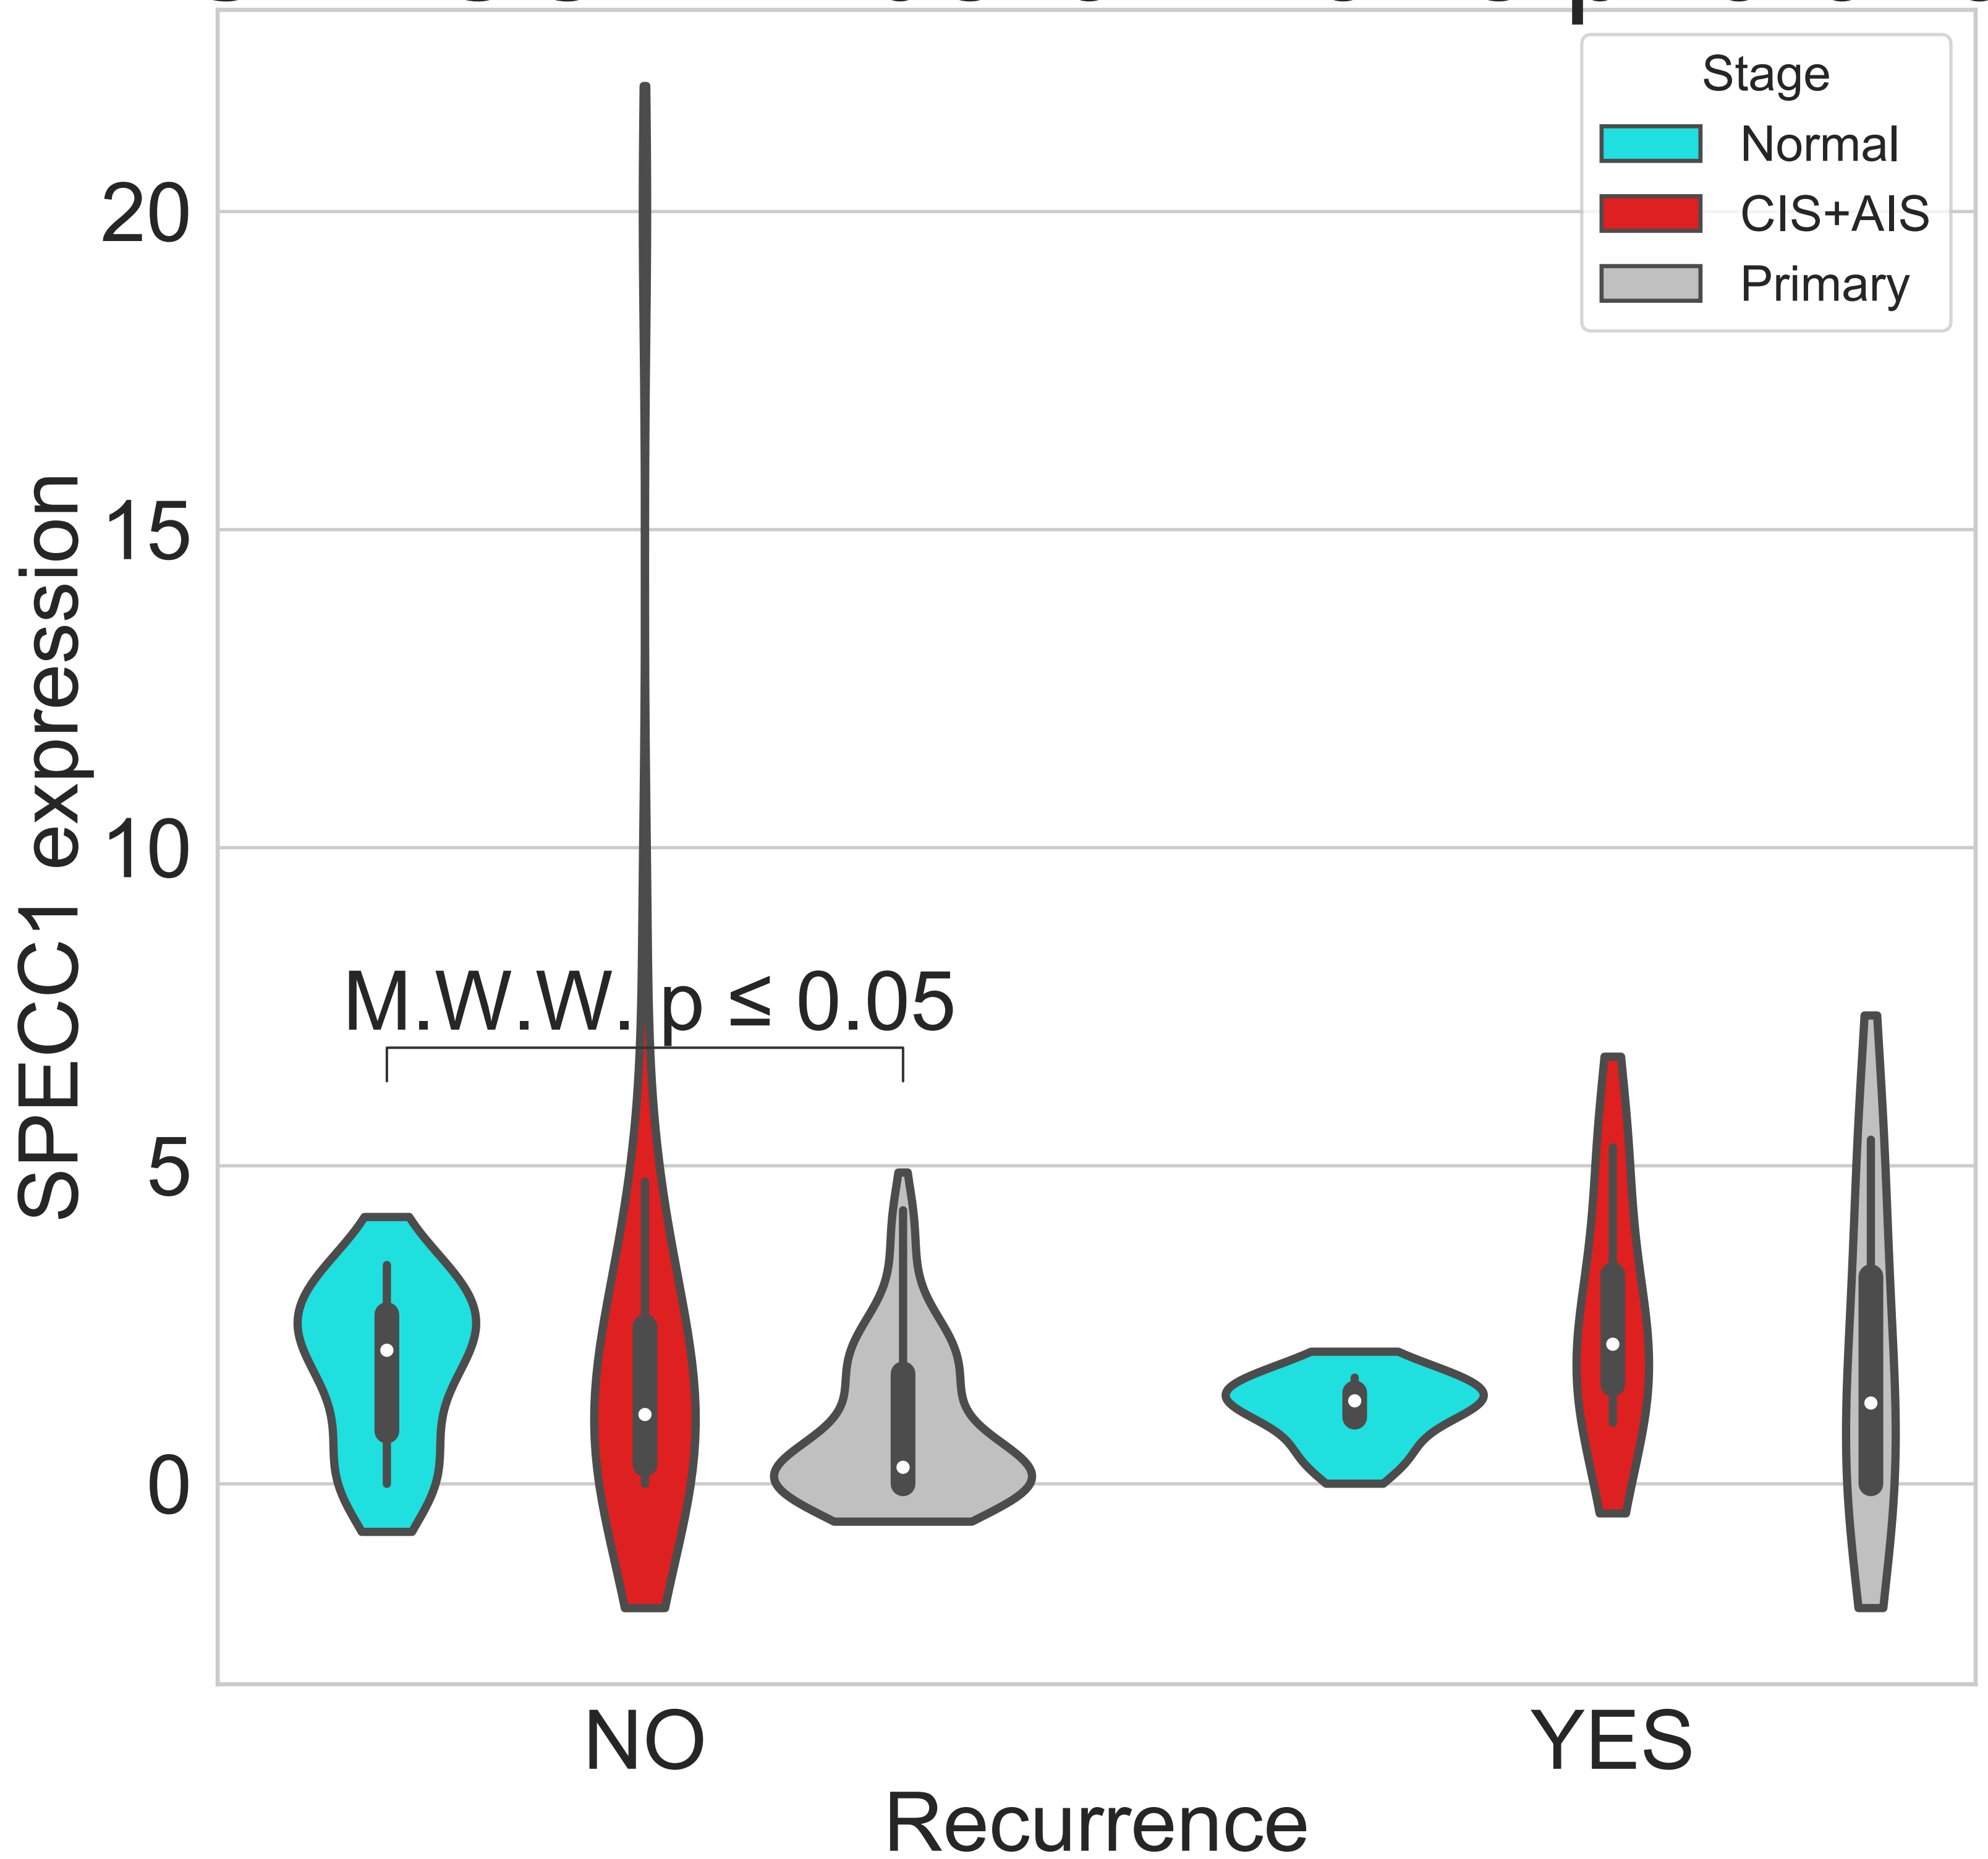 Stage
Normal
CIS+AIS
Primary
20
15
10
5
0
SPECC1 expression
M.W.W. p ≤ 0.05
NO
YES
Recurrence